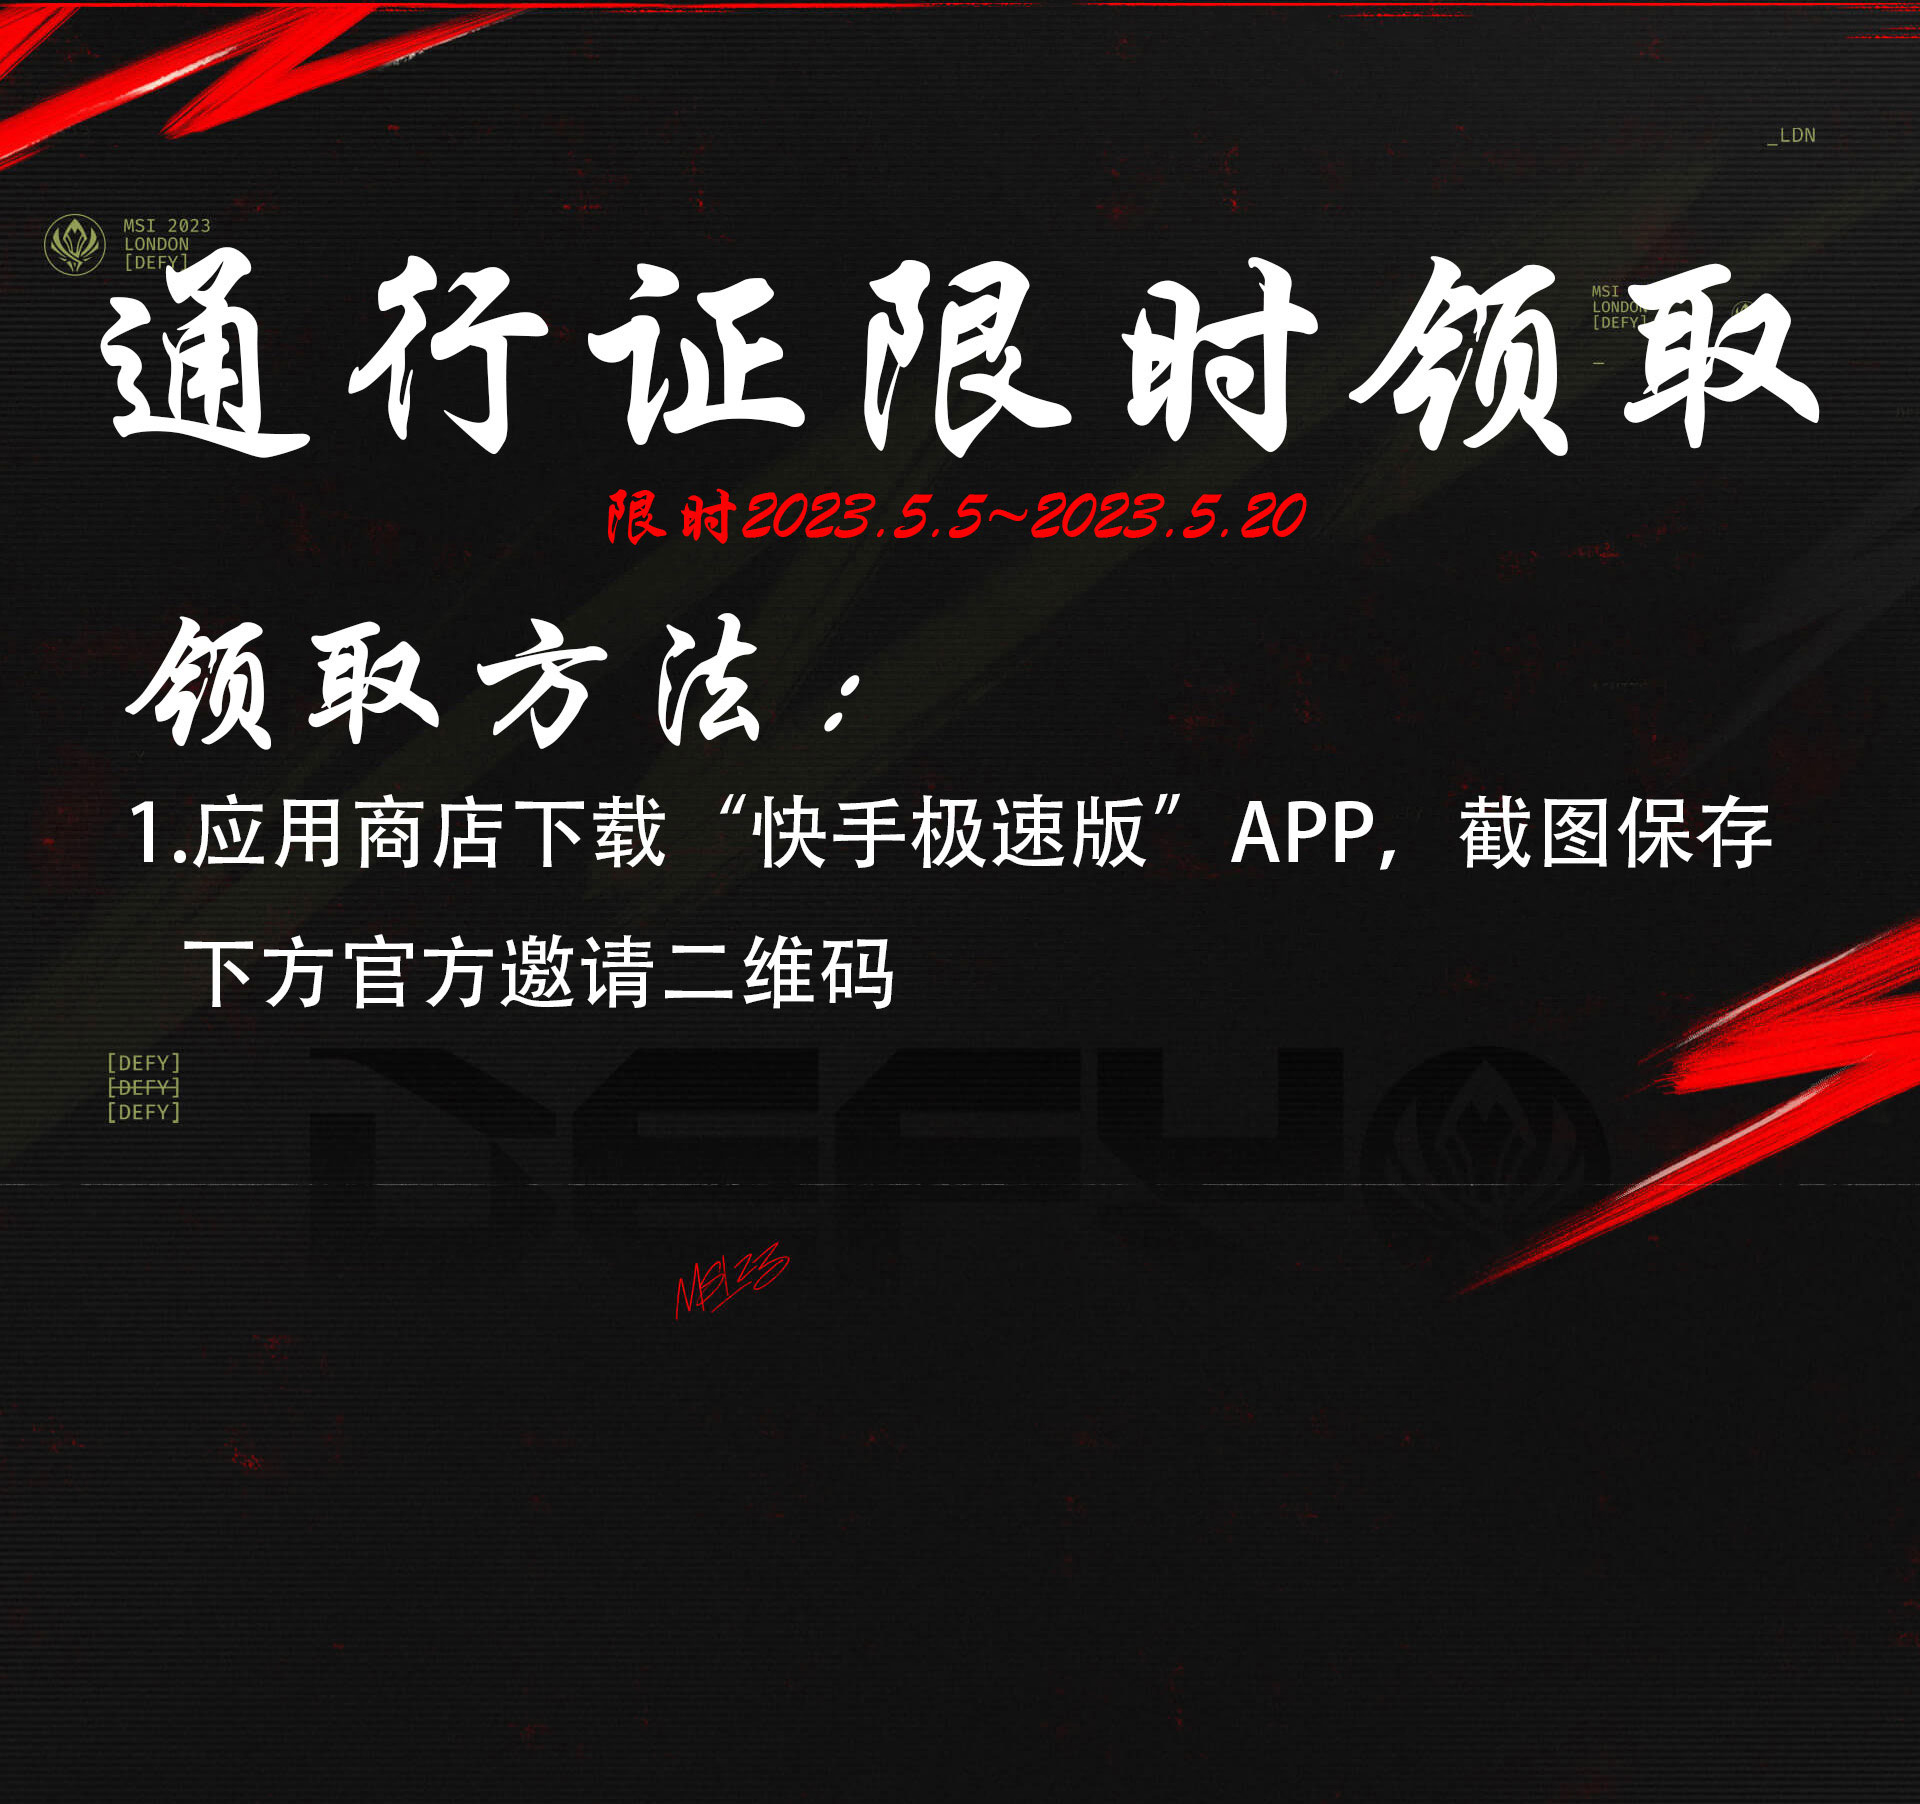 _LDN
MSI 2023
LONDON
[DEFY]
MSI
LONDON
[DEFY]
_
通行证限时领取
限时2023.5.5~2023.5.20
领取方法：
1.应用商店下载“快手极速版”APP，截图保存
下方官方邀请二维码
[DEFY]
[DEFY]
[DEFY]
DEFY
MSI 23